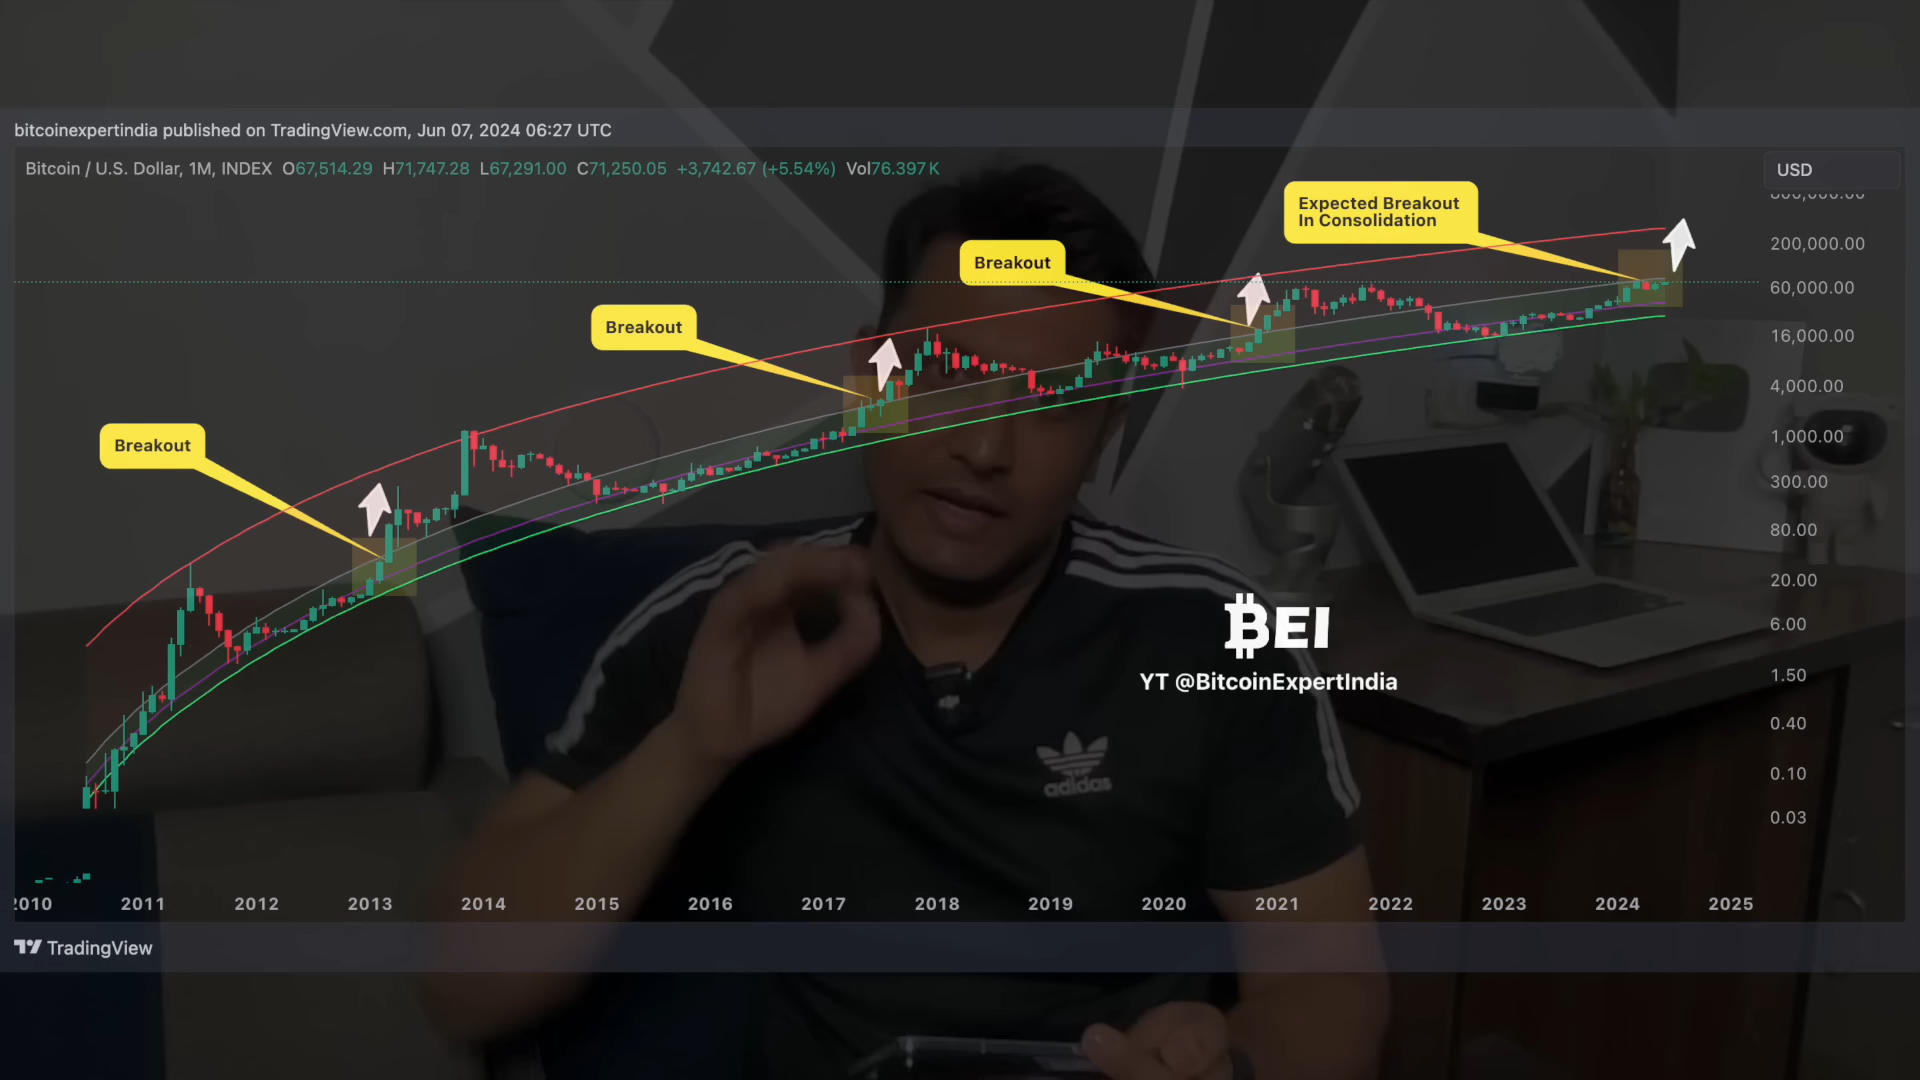 bitcoinexpertindia published on TradingView.com, Jun 07, 2024 06:27 UTC
Bitcoin / U.S. Dollar, 1M, INDEX O67,514.29 H71,747.28 L67,291.00 C71,250.05 +3,742.67 (+5.54%) Vol76.397K
USD
Expected Breakout
In Consolidation
Breakout
Breakout
Breakout
200,000.00
60,000.00
16,000.00
4,000.00
1,000.00
300.00
80.00
20.00
6.00
1.50
0.40
0.10
0.03
BEI
YT @BitcoinExpertIndia
adidas
2010 2011 2012 2013 2014 2015 2016 2017 2018 2019 2020 2021 2022 2023 2024 2025
TradingView